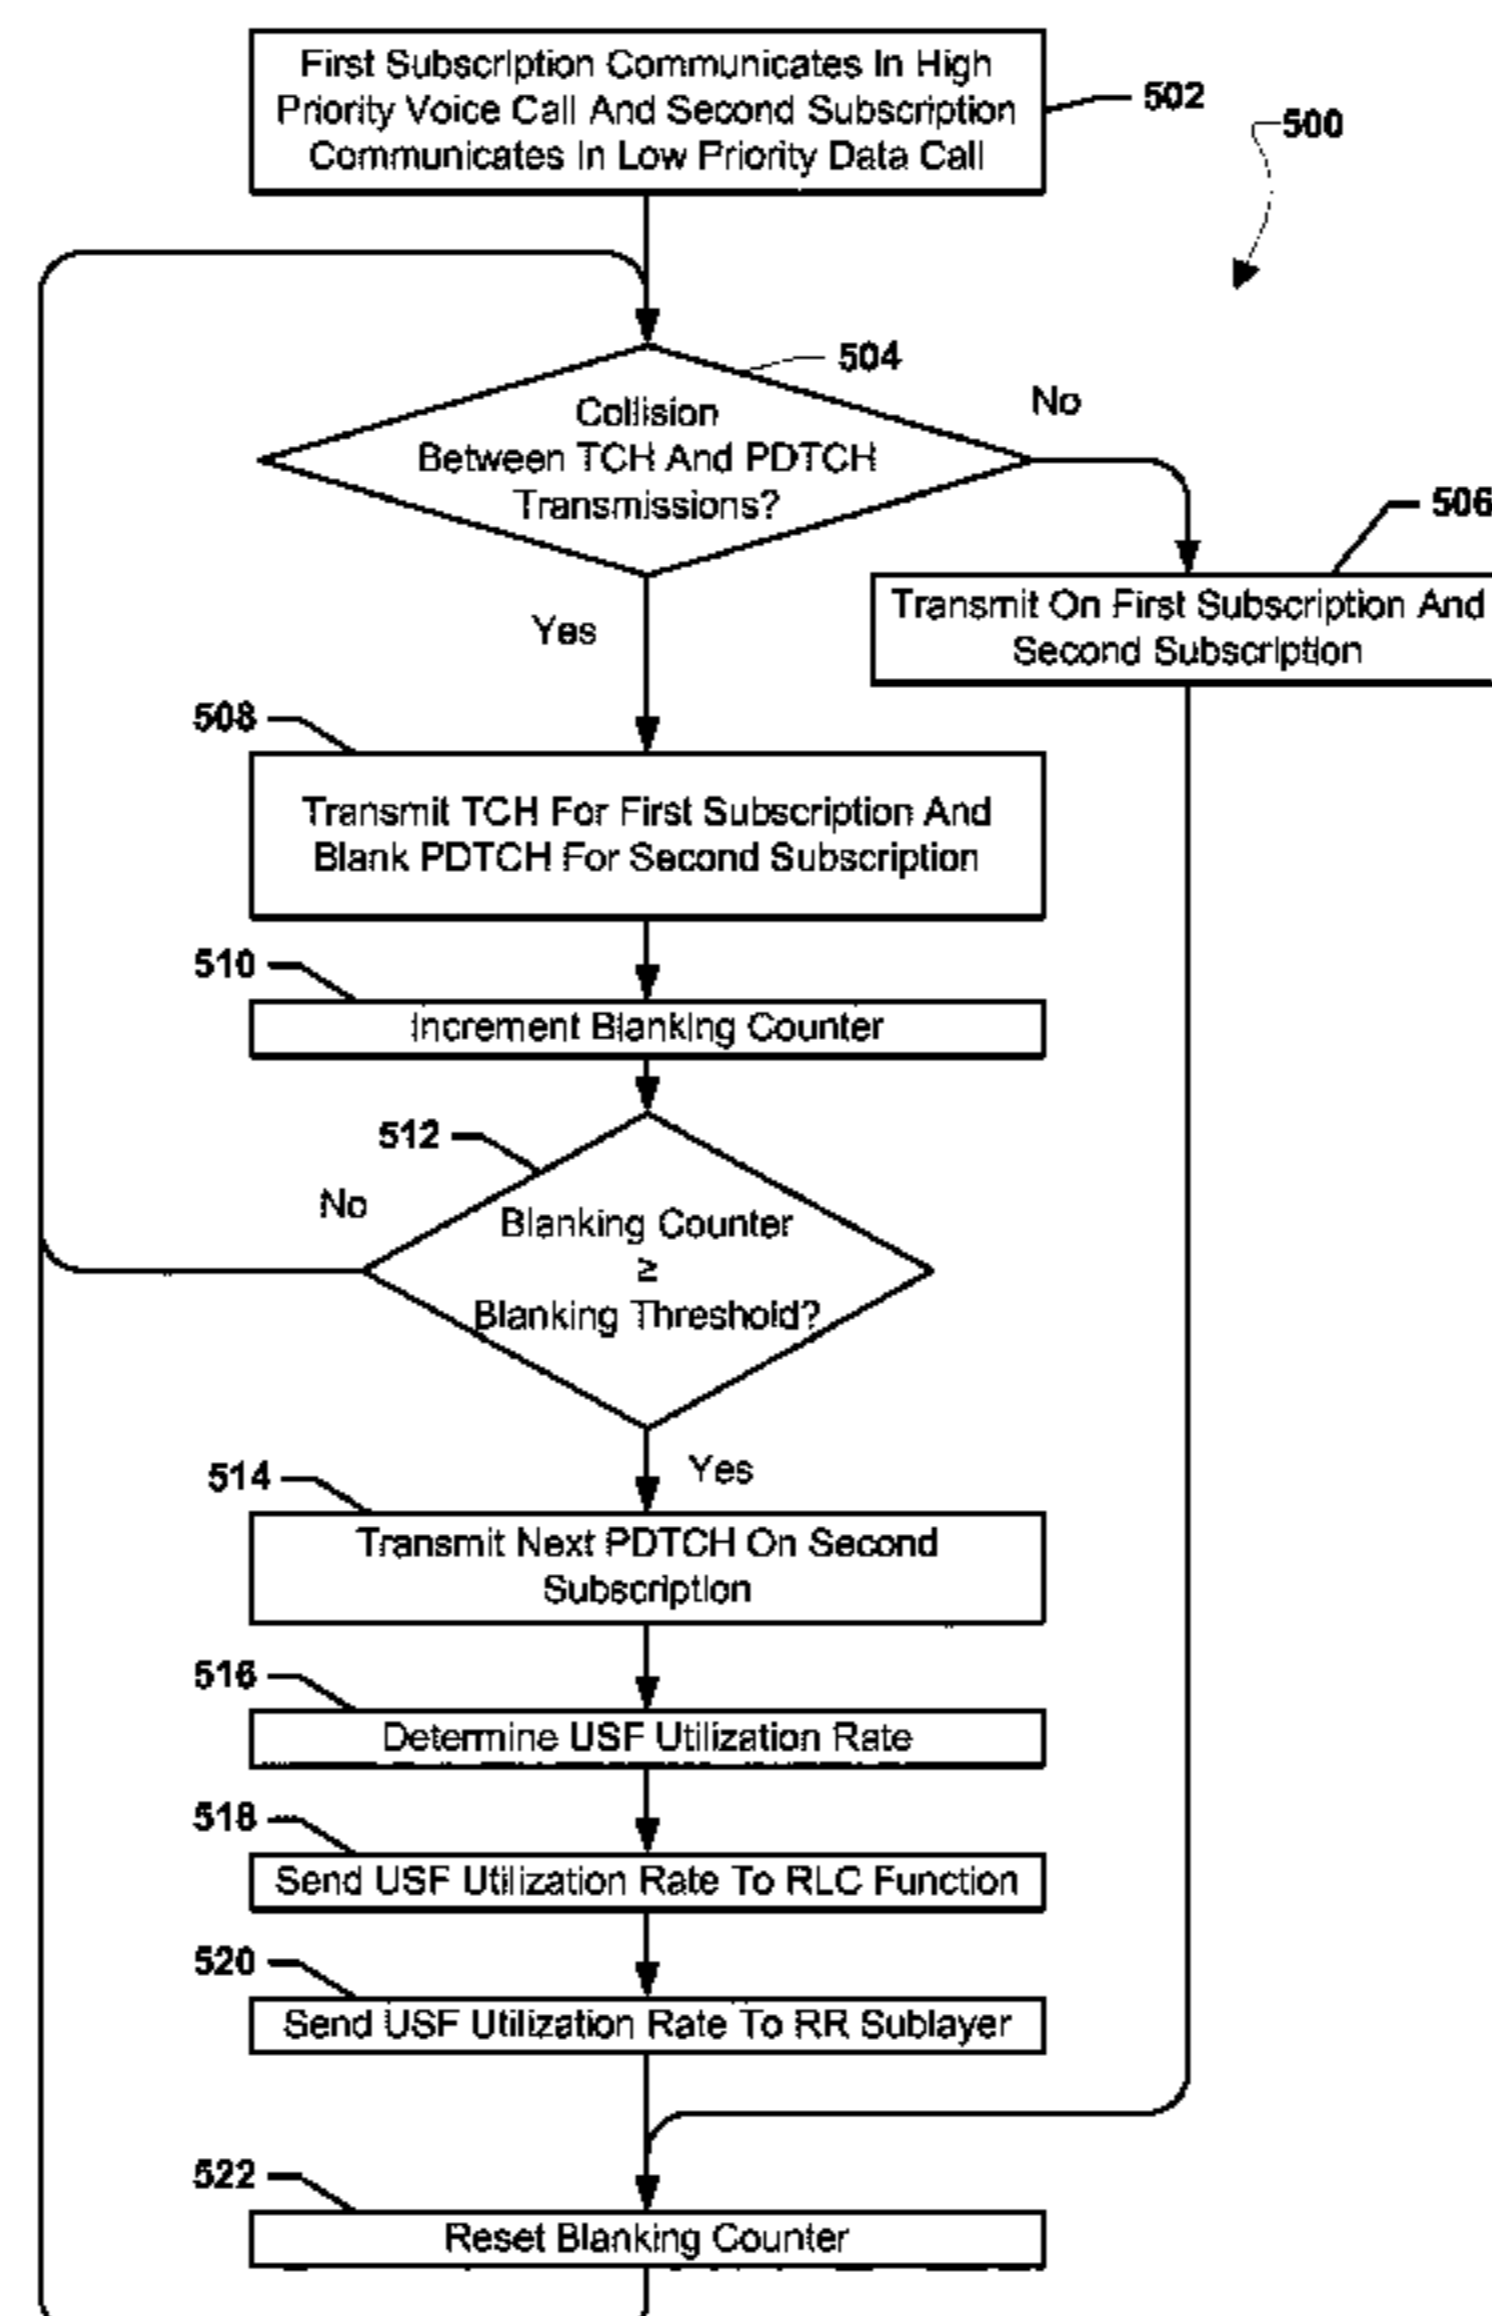 First Subscription Communicates In High
Priority Voice Call And Second Subscription
Communicates In Low Priority Data Call
502
500
504
Collision
Between TCH And PDTCH
Transmissions?
No
506
Transmit On First Subscription And
Second Subscription
Yes
508
Transmit TCH For First Subscription And
Blank PDTCH For Second Subscription
510
Increment Blanking Counter
512
No
Blanking Counter
≥
Blanking Threshold?
Yes
514
Transmit Next PDTCH On Second
Subscription
516
Determine USF Utilization Rate
518
Send USF Utilization Rate To RLC Function
520
Send USF Utilization Rate To RR Sublayer
522
Reset Blanking Counter